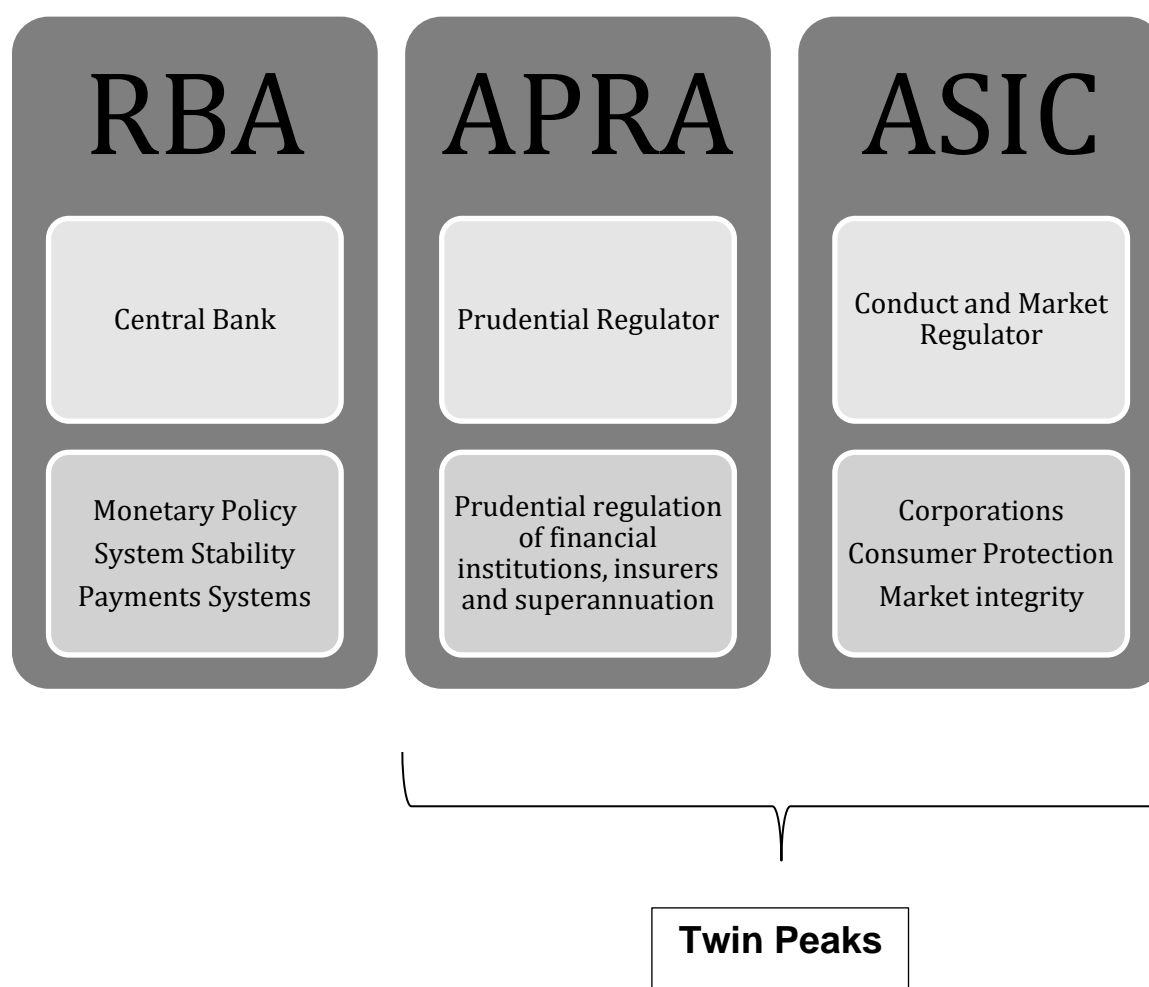 RBA
Central Bank
Monetary Policy
System Stability
Payments Systems
APRA
Prudential Regulator
Prudential regulation
of financial
institutions, insurers
and superannuation
ASIC
Conduct and Market
Regulator
Corporations
Consumer Protection
Market integrity
Twin Peaks